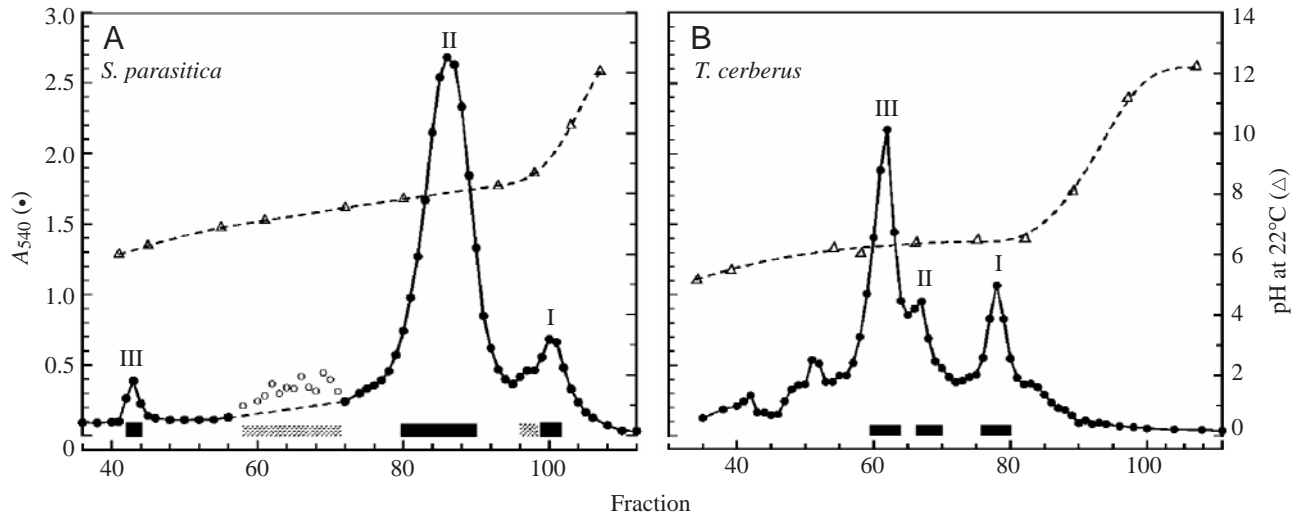 A
S. parasitica
B
T. cerberus
III
II
I
III
II
I
3.0
2.5
2.0
1.5
1.0
0.5
0
A540 (•)
14
12
10
8
6
4
2
0
pH at 22°C (△)
40 60 80 100
40 60 80 100
Fraction